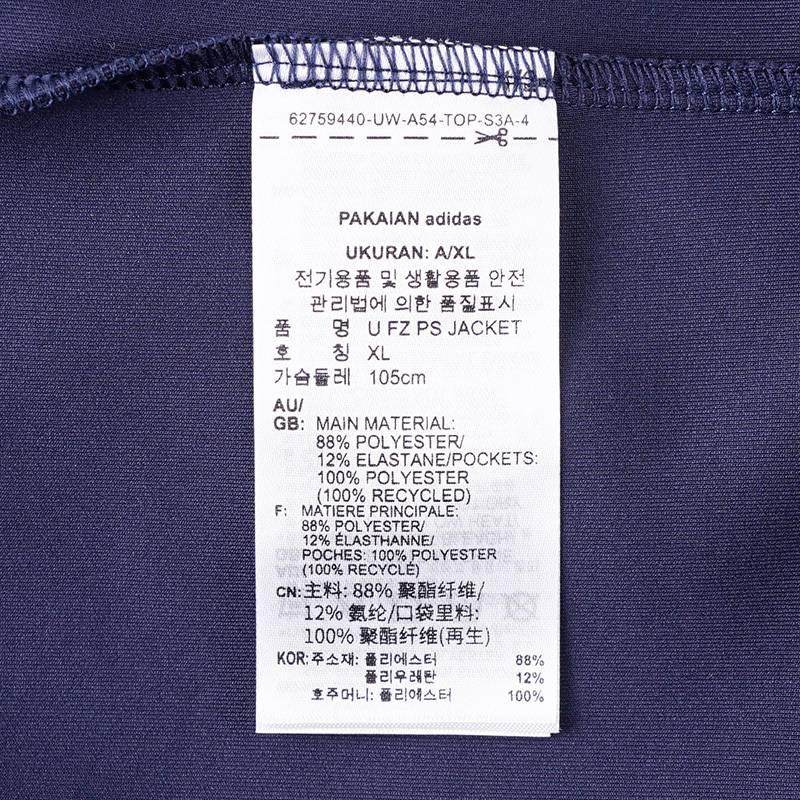 62759440-UW-A54-TOP-S3A-4
PAKAIAN adidas
UKURAN: A/XL
전기용품 및 생활용품 안전
관리법에 의한 품질표시
품 명 U FZ PS JACKET
호 칭 XL
가슴둘레 105cm
AU/
GB: MAIN MATERIAL:
88% POLYESTER/
12% ELASTANE/POCKETS:
100% POLYESTER
(100% RECYCLED)
F: MATIERE PRINCIPALE:
88% POLYESTER/
12% ÉLASTHANNE/
POCHES: 100% POLYESTER
(100% RECYCLÉ)
CN: 主料: 88% 聚酯纤维/
12% 氨纶/口袋里料:
100% 聚酯纤维(再生)
KOR: 주소재: 폴리에스터 88%
폴리우레탄 12%
호주머니: 폴리에스터 100%